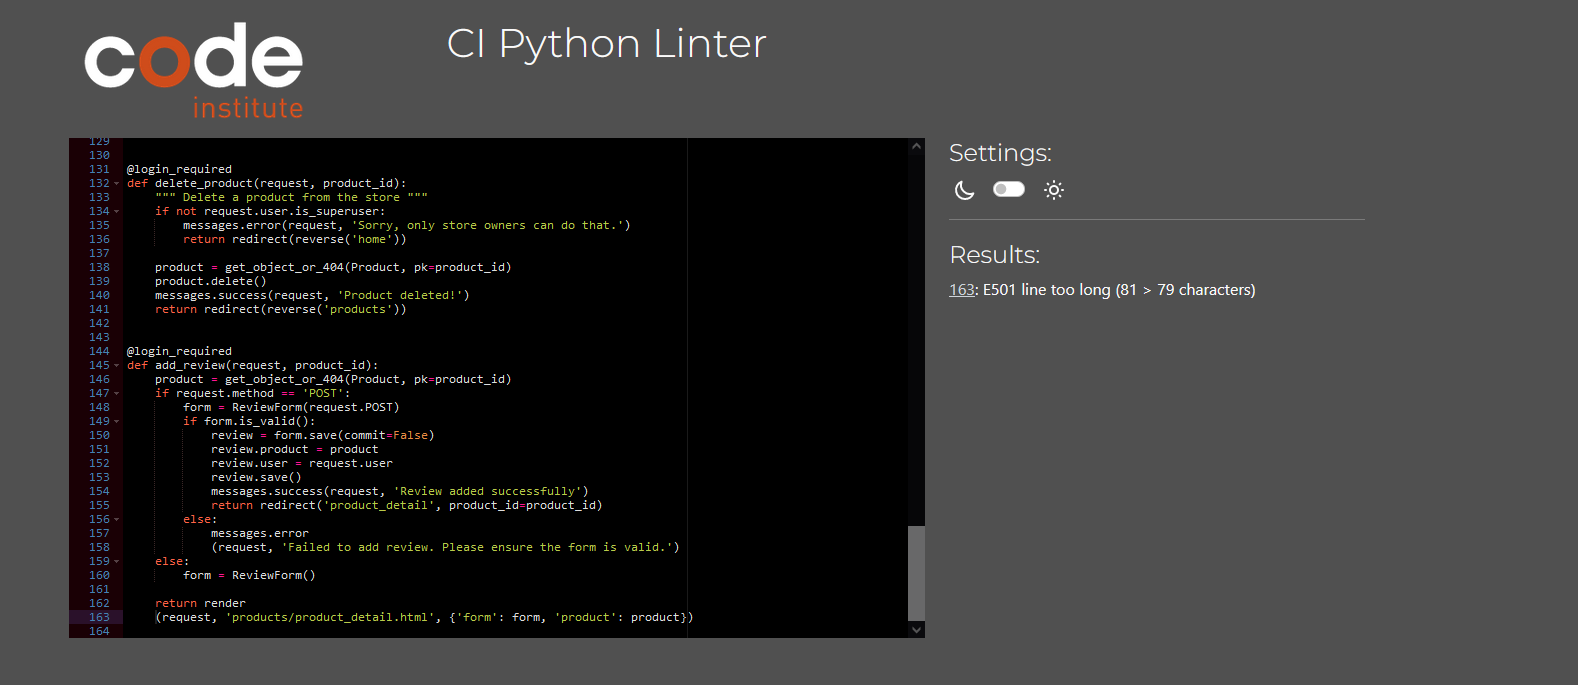 code
institute
CI Python Linter
129
130
131 @login_required
132 def delete_product(request, product_id):
133     """ Delete a product from the store """
134     if not request.user.is_superuser:
135         messages.error(request, 'Sorry, only store owners can do that.')
136         return redirect(reverse('home'))
137
138     product = get_object_or_404(Product, pk=product_id)
139     product.delete()
140     messages.success(request, 'Product deleted!')
141     return redirect(reverse('products'))
142
143
144 @login_required
145 def add_review(request, product_id):
146     product = get_object_or_404(Product, pk=product_id)
147     if request.method == 'POST':
148         form = ReviewForm(request.POST)
149         if form.is_valid():
150             review = form.save(commit=False)
151             review.product = product
152             review.user = request.user
153             review.save()
154             messages.success(request, 'Review added successfully')
155             return redirect('product_detail', product_id=product_id)
156         else:
157             messages.error
158             (request, 'Failed to add review. Please ensure the form is valid.')
159     else:
160         form = ReviewForm()
161
162     return render
163     (request, 'products/product_detail.html', {'form': form, 'product': product})
164
Settings:
Results:
163: E501 line too long (81 > 79 characters)